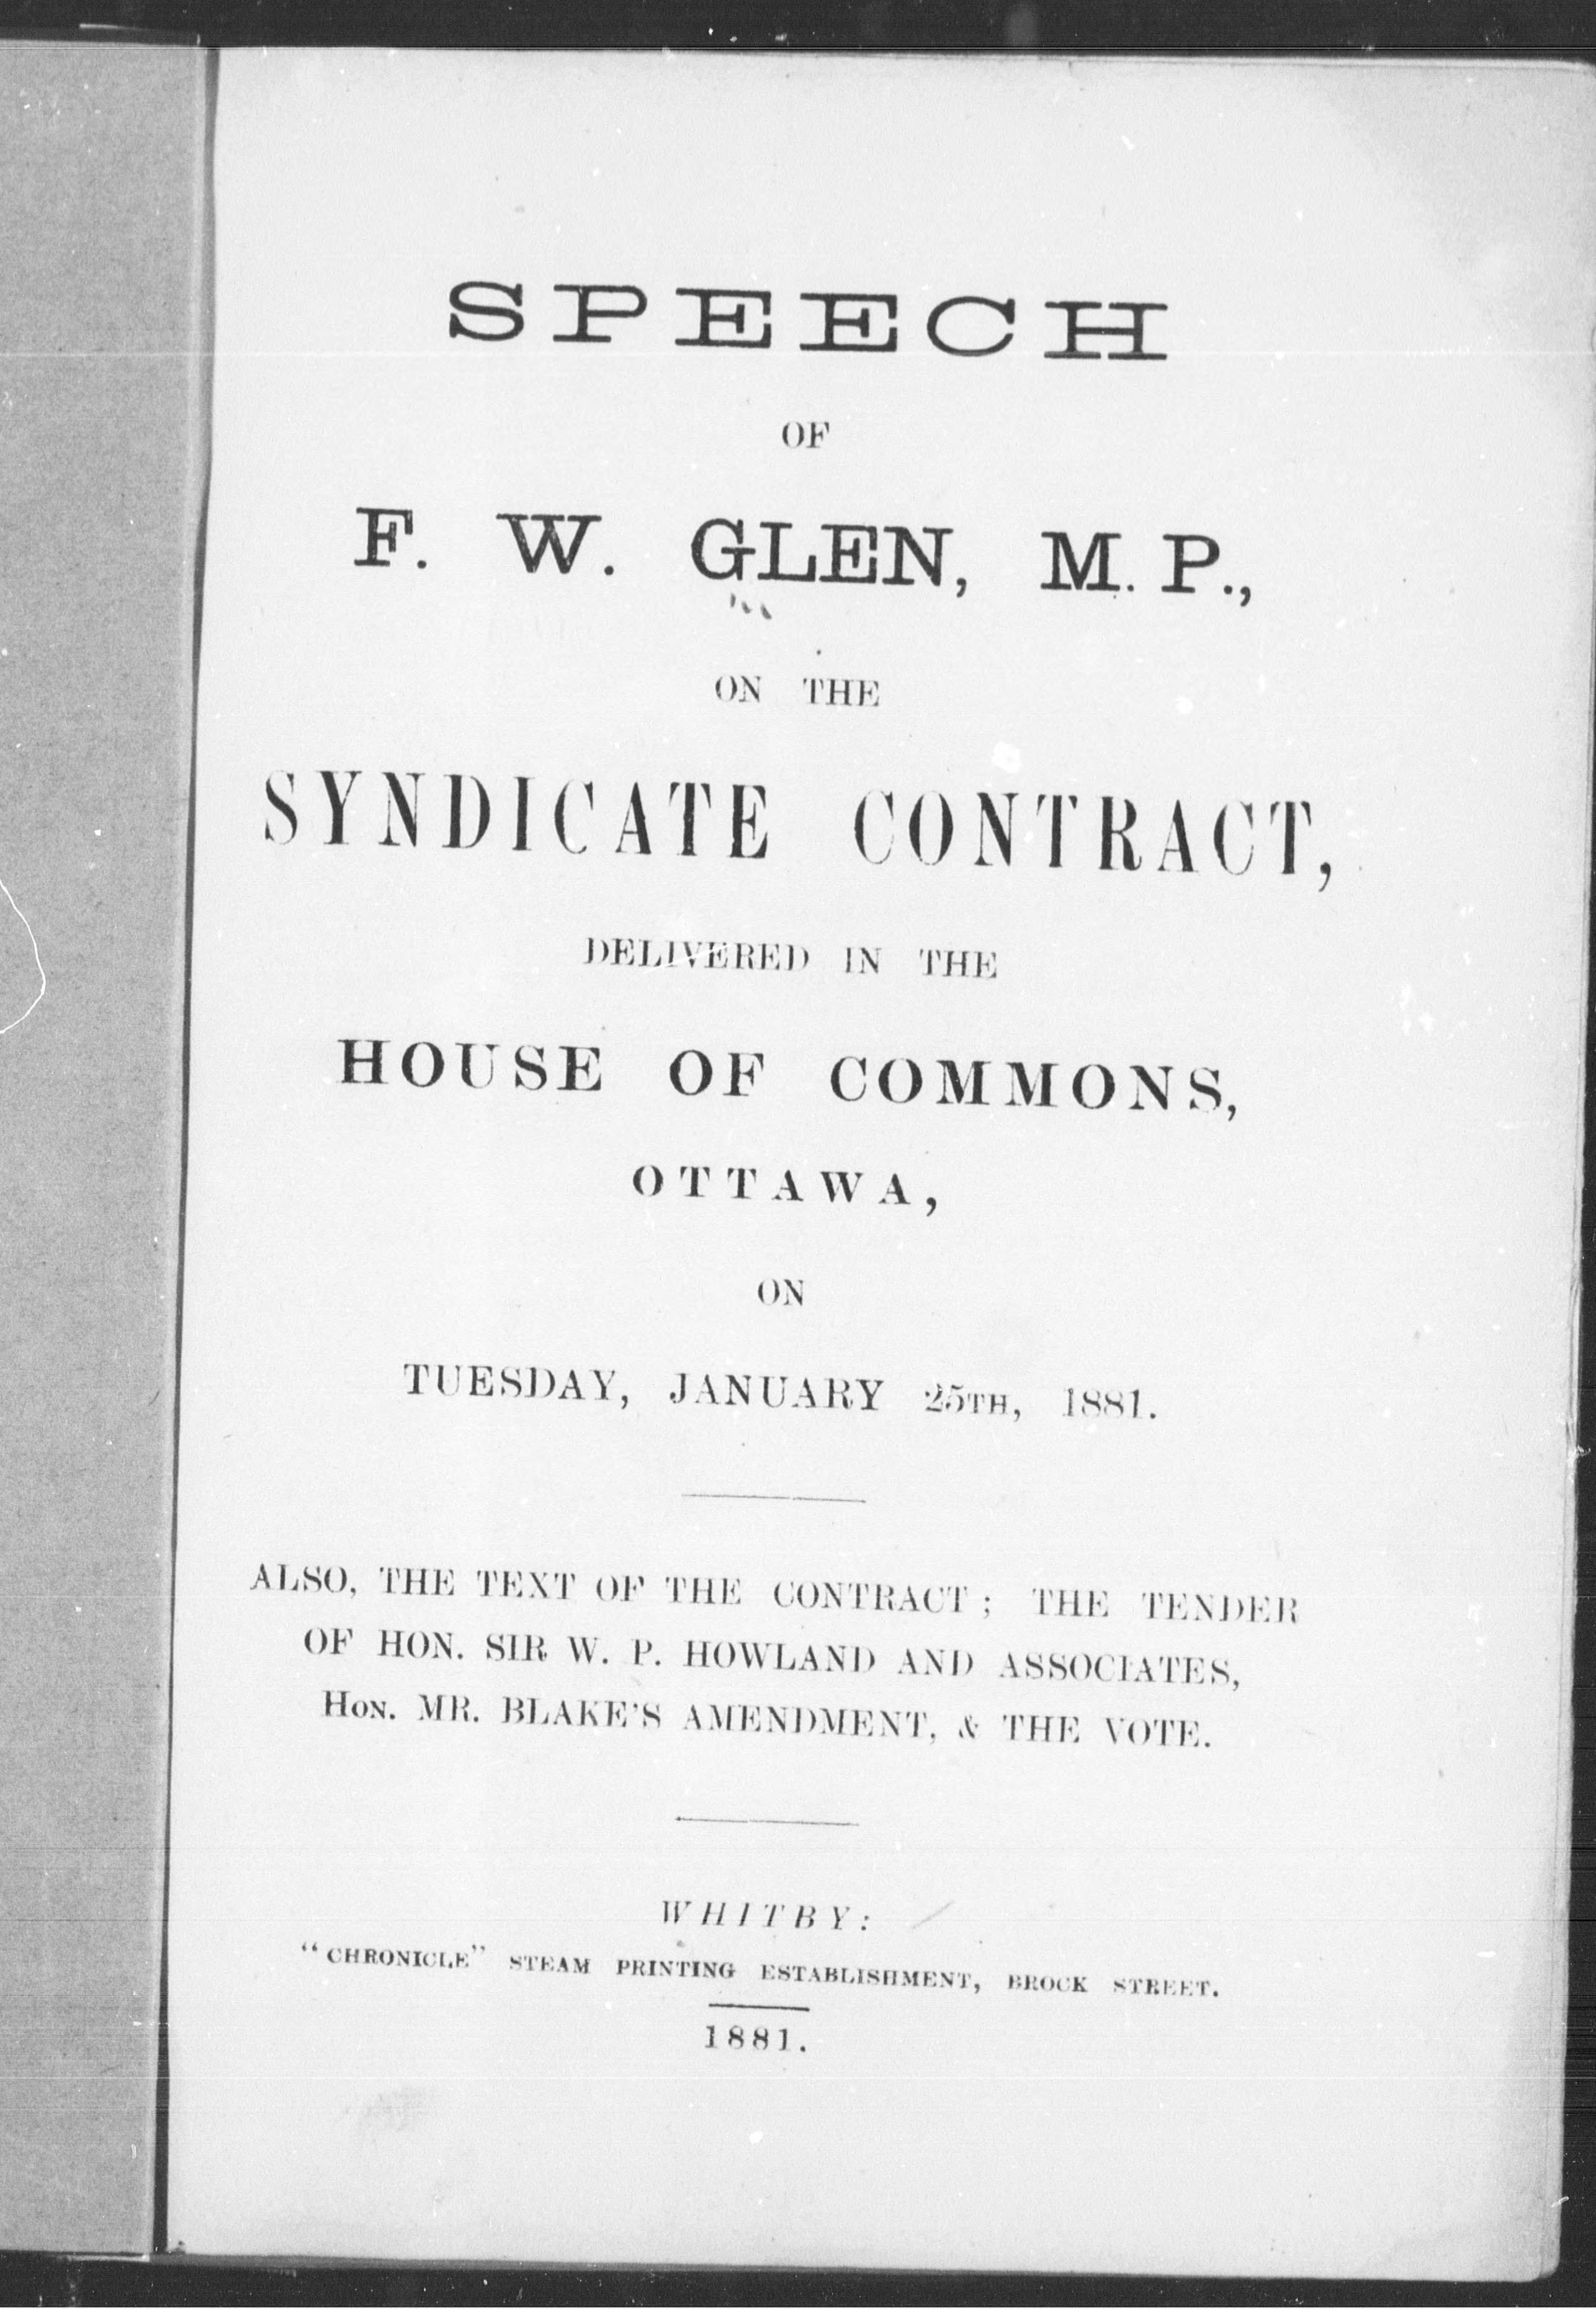 SPEECH
OF
F. W. GLEN, M. P.,
ON THE
SYNDICATE CONTRACT,
DELIVERED IN THE
HOUSE OF COMMONS,
OTTAWA,
ON
TUESDAY, JANUARY 25TH, 1881.
ALSO, THE TEXT OF THE CONTRACT; THE TENDER
OF HON. SIR W. P. HOWLAND AND ASSOCIATES,
HON. MR. BLAKE'S AMENDMENT, & THE VOTE.
WHITBY:
"CHRONICLE" STEAM PRINTING ESTABLISHMENT, BROCK STREET.
1881.